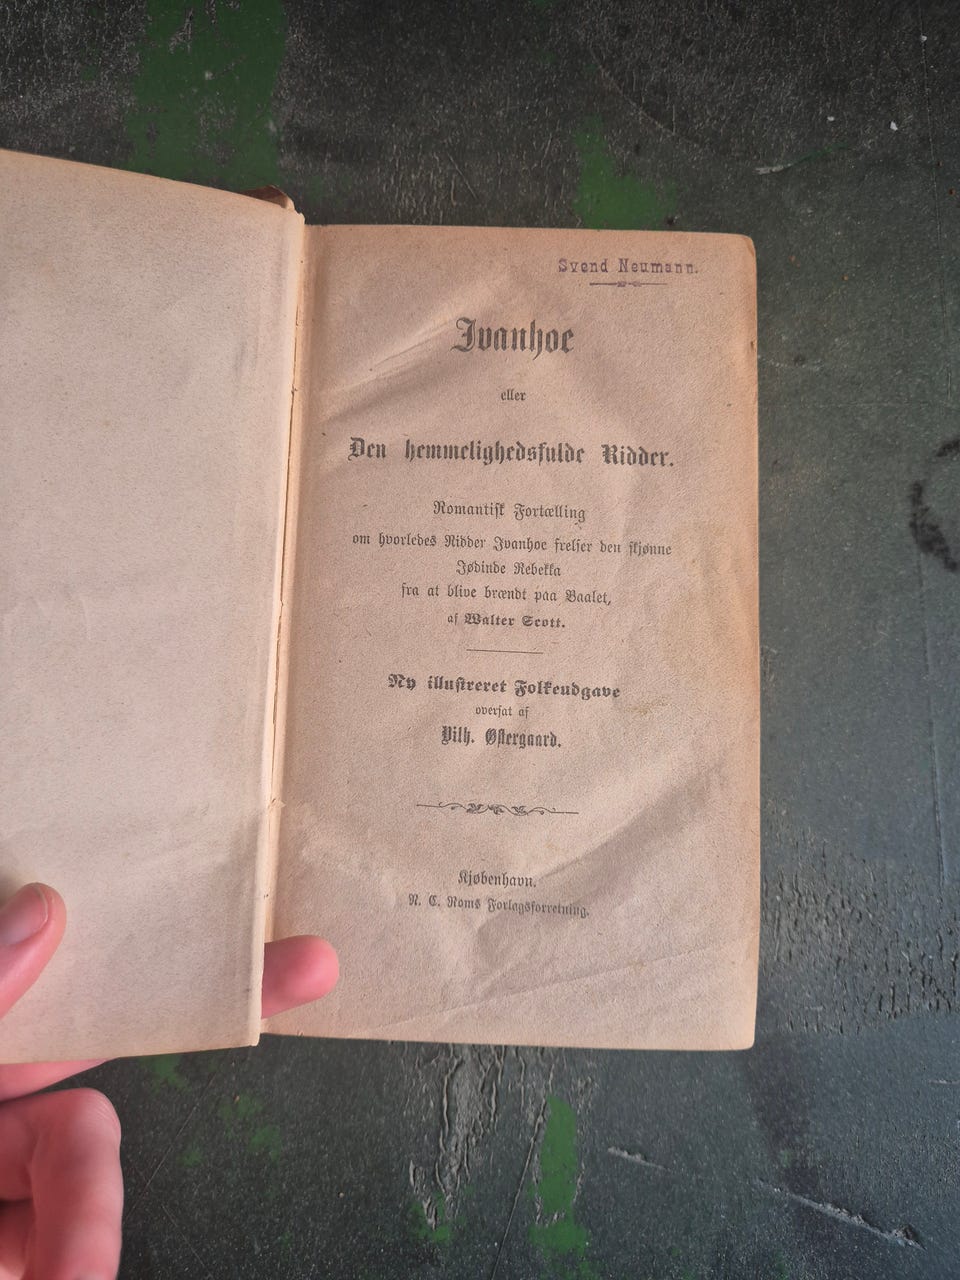 Svend Neumann.
Ivanhoe
eller
Den hemmelighedsfulde Ridder.
Romantisk Fortælling
om hvorledes Ridder Ivanhoe frelser den skjønne
Jødinde Rebekka
fra at blive brændt paa Baalet,
af Walter Scott.
Ny illustreret Folkeudgave
oversat af
Vilh. Østergaard.
Kjøbenhavn.
N. C. Roms Forlagsforretning.